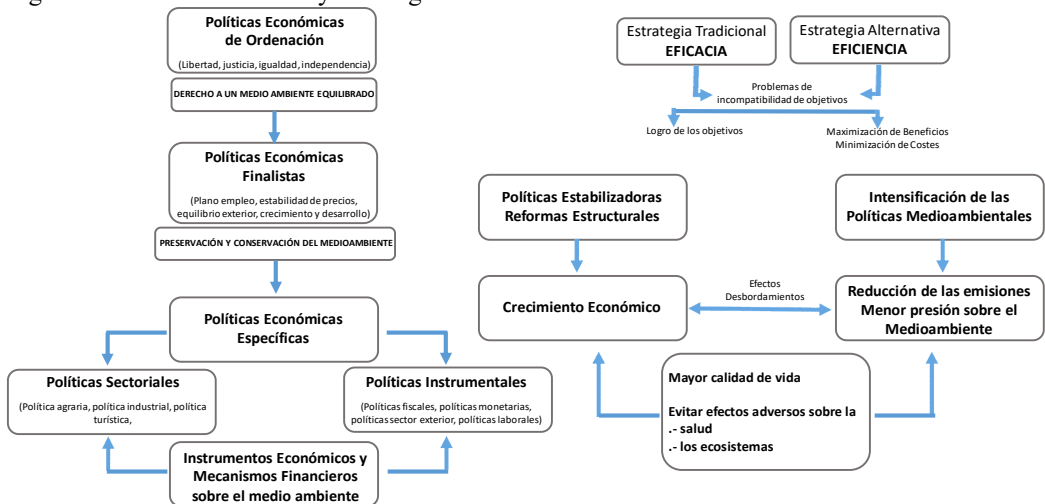 Políticas Económicas
de Ordenación
(Libertad, justicia, igualdad, independencia)
DERECHO A UN MEDIO AMBIENTE EQUILIBRADO
Políticas Económicas
Finalistas
(Plano empleo, estabilidad de precios,
equilibrio exterior, crecimiento y desarrollo)
PRESERVACIÓN Y CONSERVACIÓN DEL MEDIOAMBIENTE
Políticas Económicas
Específicas
Políticas Sectoriales
(Política agraria, política industrial, política
turística,
Políticas Instrumentales
(Políticas fiscales, políticas monetarias,
políticas sector exterior, políticas laborales)
Instrumentos Económicos y
Mecanismos Financieros
sobre el medio ambiente
Estrategia Tradicional
EFICACIA
Estrategia Alternativa
EFICIENCIA
Problemas de
incompatibilidad de objetivos
Logro de los objetivos
Maximización de Beneficios
Minimización de Costes
Políticas Estabilizadoras
Reformas Estructurales
Intensificación de las
Políticas Medioambientales
Crecimiento Económico
Efectos
Desbordamientos
Reducción de las emisiones
Menor presión sobre el
Medioambiente
Mayor calidad de vida
Evitar efectos adversos sobre la
.- salud
.- los ecosistemas